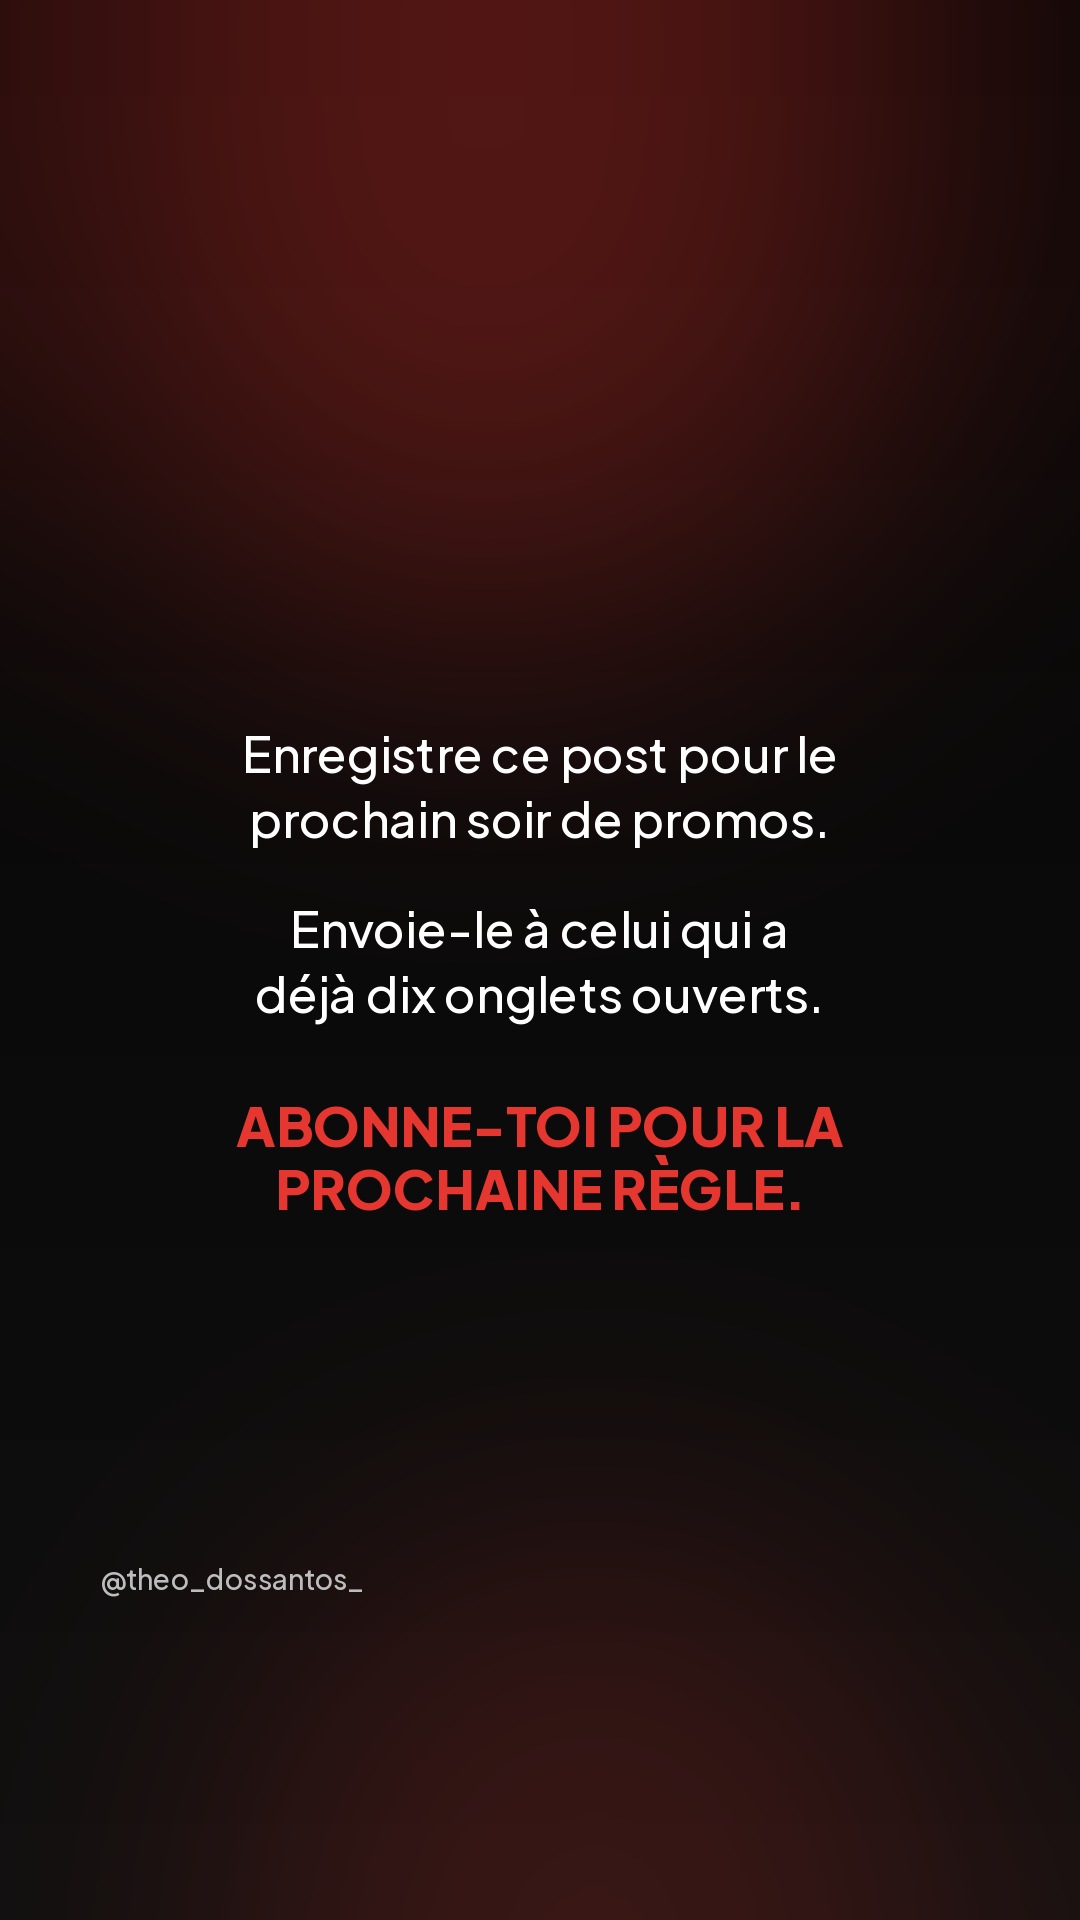 Enregistre ce post pour le
prochain soir de promos.
Envoie-le à celui qui a
déjà dix onglets ouverts.
ABONNE-TOI POUR LA
PROCHAINE RÈGLE.
@theo_dossantos_